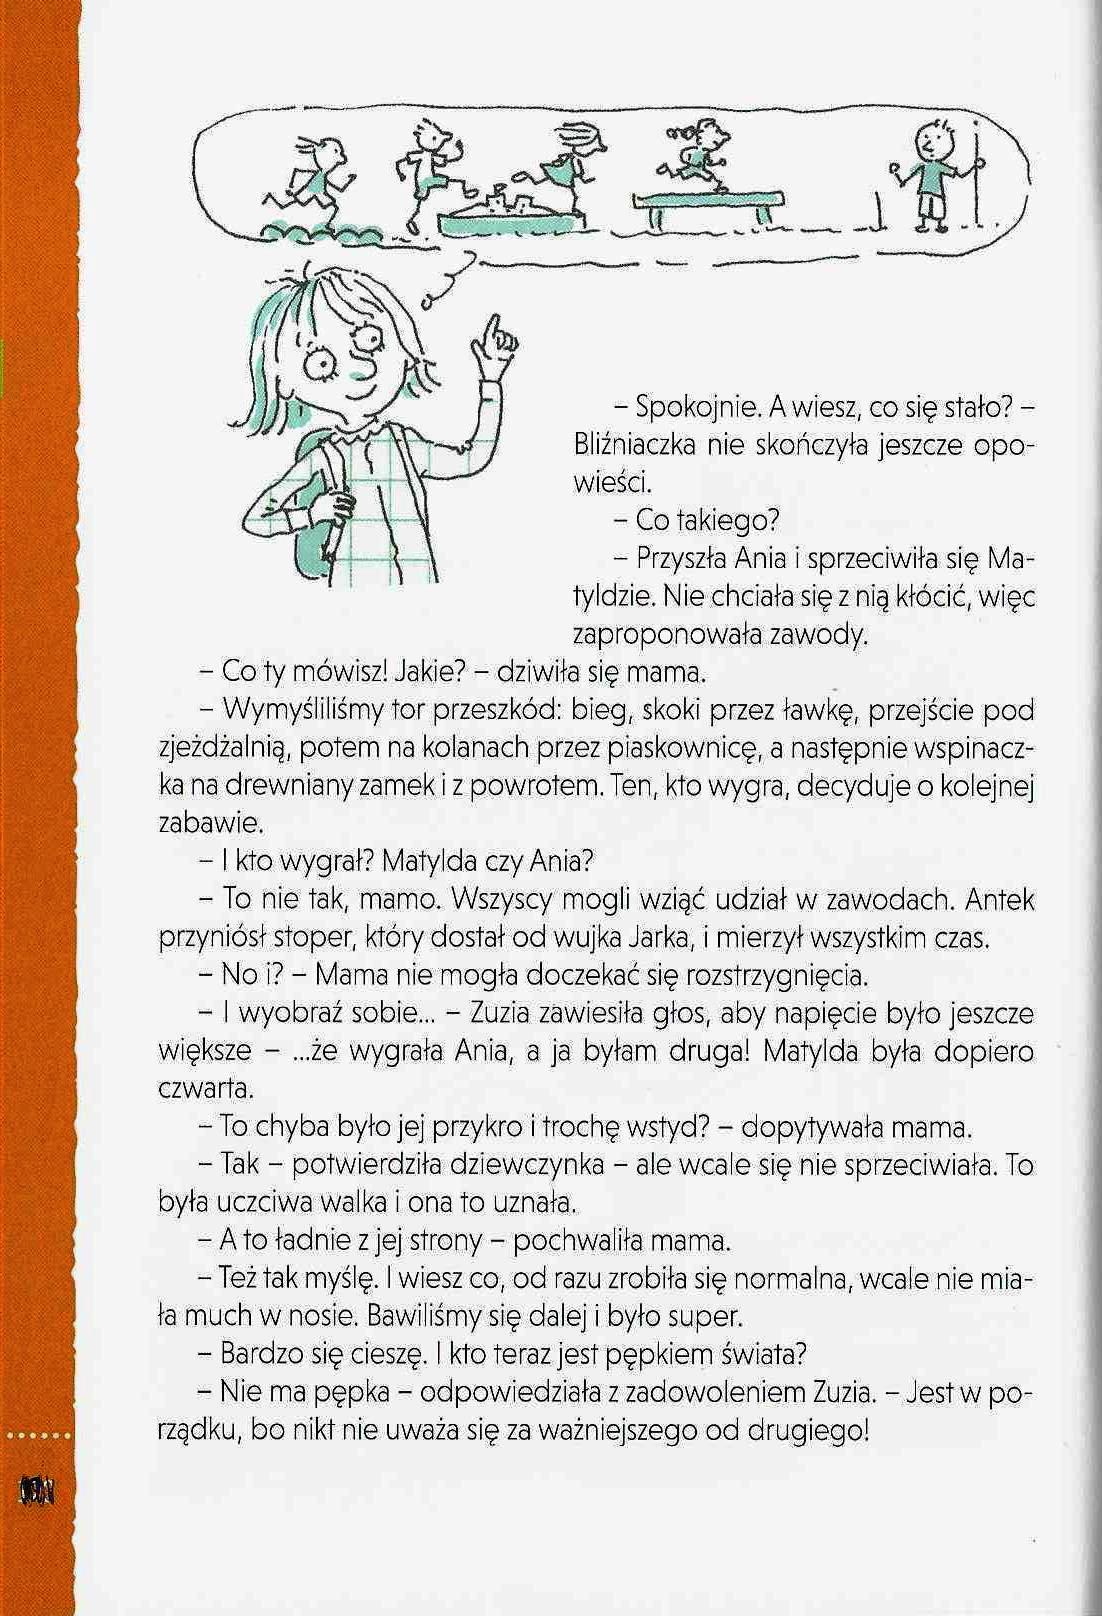 – Spokojnie. A wiesz, co się stało? –
Bliźniaczka nie skończyła jeszcze opo-
wieści.
– Co takiego?
– Przyszła Ania i sprzeciwiła się Ma-
tyldzie. Nie chciała się z nią kłócić, więc
zaproponowała zawody.
– Co ty mówisz! Jakie? – dziwiła się mama.
– Wymyśliliśmy tor przeszkód: bieg, skoki przez ławkę, przejście pod
zjeżdżalnią, potem na kolanach przez piaskownicę, a następnie wspinacz-
ka na drewniany zamek i z powrotem. Ten, kto wygra, decyduje o kolejnej
zabawie.
– I kto wygrał? Matylda czy Ania?
– To nie tak, mamo. Wszyscy mogli wziąć udział w zawodach. Antek
przyniósł stoper, który dostał od wujka Jarka, i mierzył wszystkim czas.
– No i? – Mama nie mogła doczekać się rozstrzygnięcia.
– I wyobraź sobie... – Zuzia zawiesiła głos, aby napięcie było jeszcze
większe – ...że wygrała Ania, a ja byłam druga! Matylda była dopiero
czwarta.
– To chyba było jej przykro i trochę wstyd? – dopytywała mama.
– Tak – potwierdziła dziewczynka – ale wcale się nie sprzeciwiała. To
była uczciwa walka i ona to uznała.
– A to ładnie z jej strony – pochwaliła mama.
– Też tak myślę. I wiesz co, od razu zrobiła się normalna, wcale nie mia-
ła much w nosie. Bawiliśmy się dalej i było super.
– Bardzo się cieszę. I kto teraz jest pępkiem świata?
– Nie ma pępka – odpowiedziała z zadowoleniem Zuzia. – Jest w po-
rządku, bo nikt nie uważa się za ważniejszego od drugiego!